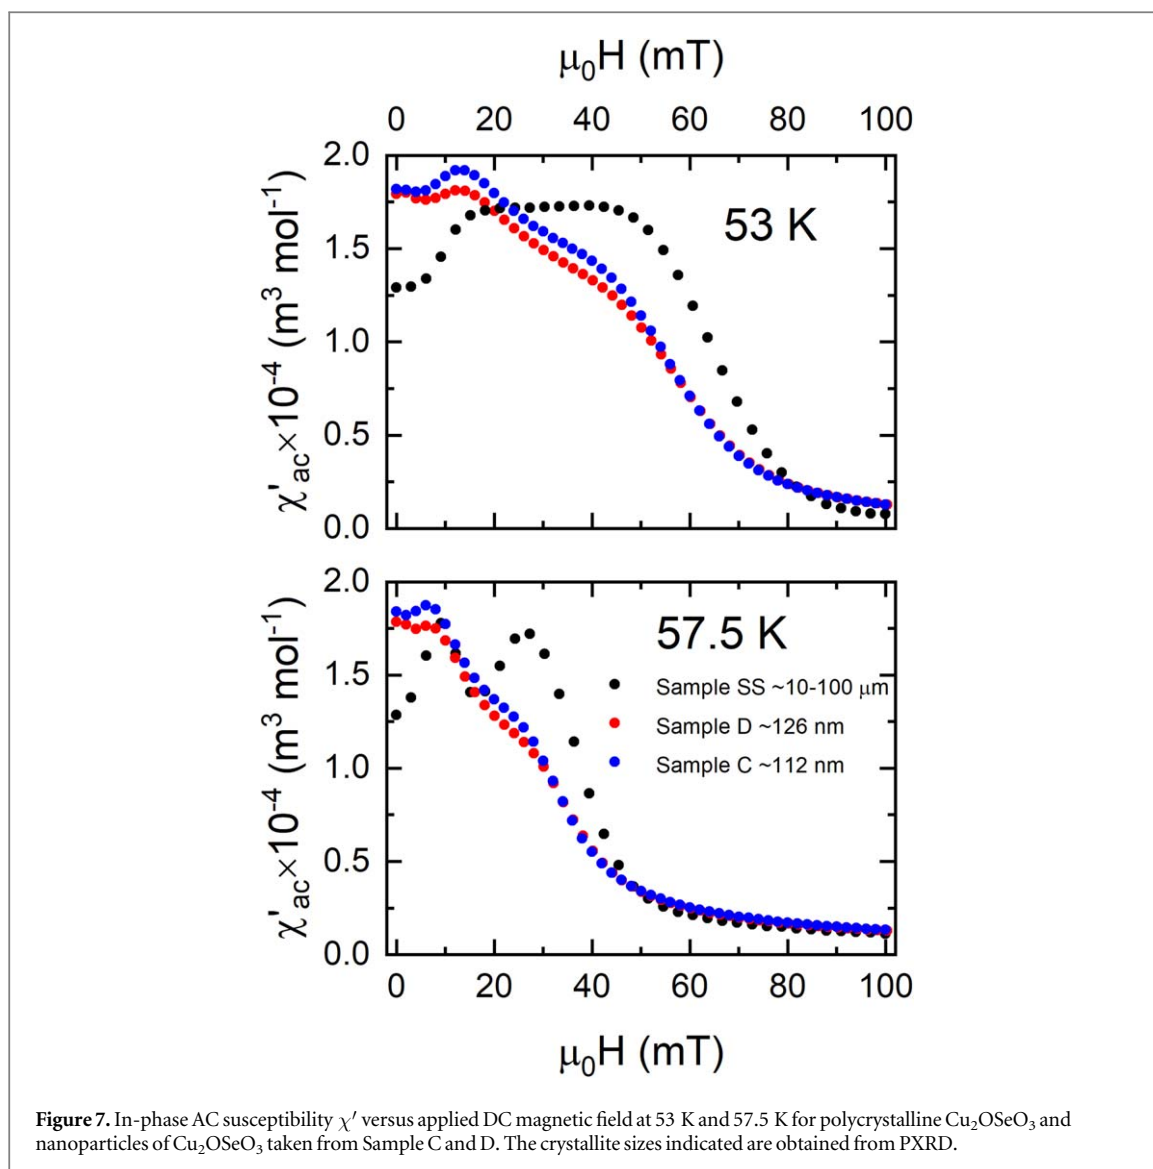 μ₀H (mT)
0 20 40 60 80 100
2.0
1.5
1.0
0.5
0.0
χ′ac×10⁻⁴ (m³ mol⁻¹)
53 K
2.0
1.5
1.0
0.5
0.0
χ′ac×10⁻⁴ (m³ mol⁻¹)
57.5 K
Sample SS ~10-100 μm
Sample D ~126 nm
Sample C ~112 nm
0 20 40 60 80 100
μ₀H (mT)
Figure 7. In-phase AC susceptibility χ′ versus applied DC magnetic field at 53 K and 57.5 K for polycrystalline Cu₂OSeO₃ and
nanoparticles of Cu₂OSeO₃ taken from Sample C and D. The crystallite sizes indicated are obtained from PXRD.